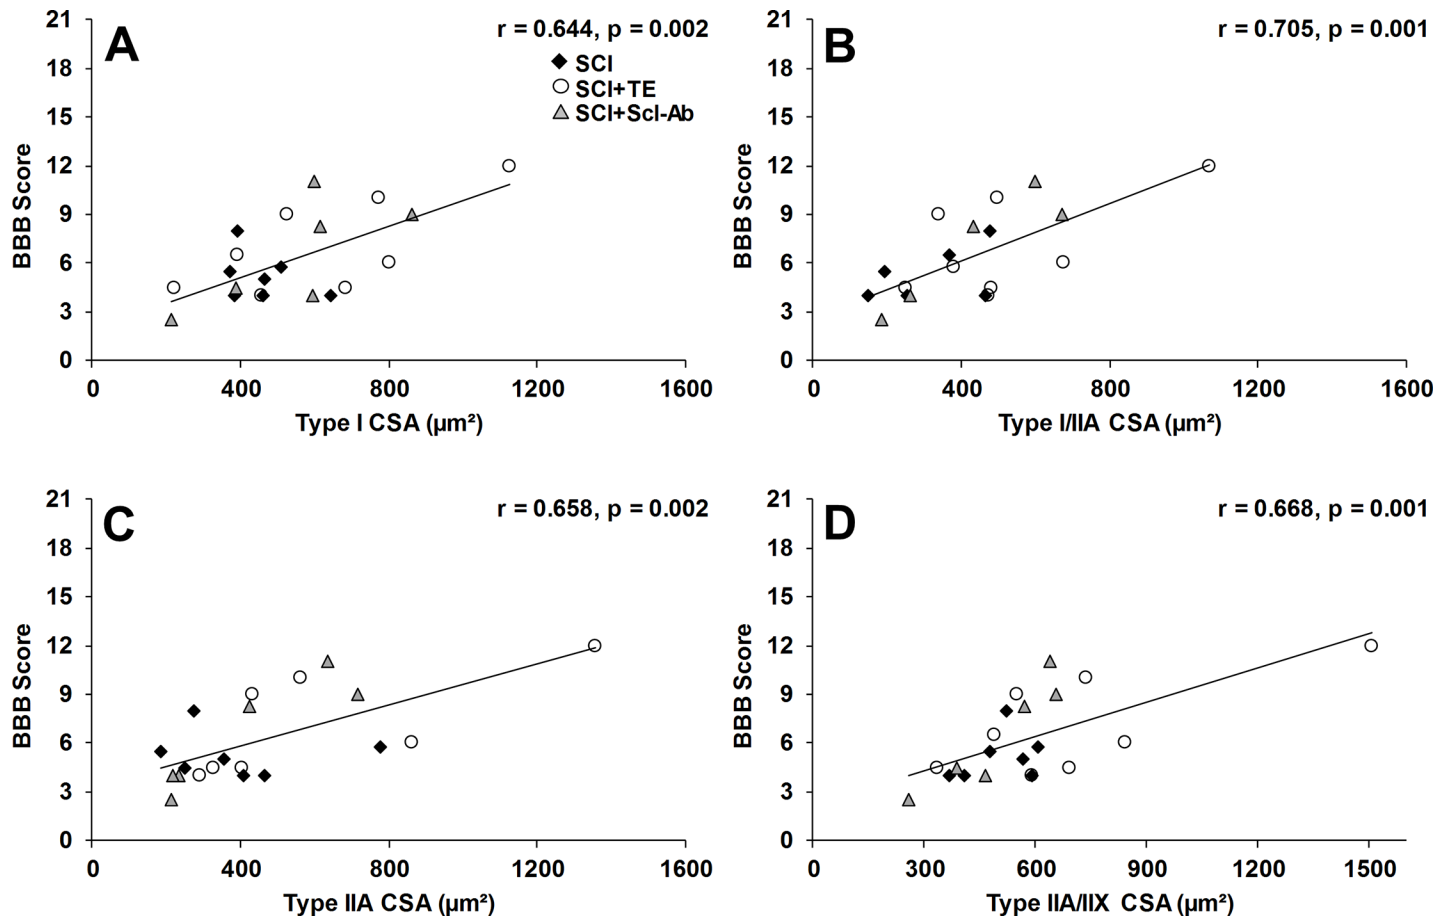 A
r = 0.644, p = 0.002
SCI
SCI+TE
SCI+Scl-Ab
BBB Score
21
18
15
12
9
6
3
0
0 400 800 1200 1600
Type I CSA (µm²)
B
r = 0.705, p = 0.001
BBB Score
21
18
15
12
9
6
3
0
0 400 800 1200 1600
Type I/IIA CSA (µm²)
C
r = 0.658, p = 0.002
BBB Score
21
18
15
12
9
6
3
0
0 400 800 1200 1600
Type IIA CSA (µm²)
D
r = 0.668, p = 0.001
BBB Score
21
18
15
12
9
6
3
0
0 300 600 900 1200 1500
Type IIA/IIX CSA (µm²)